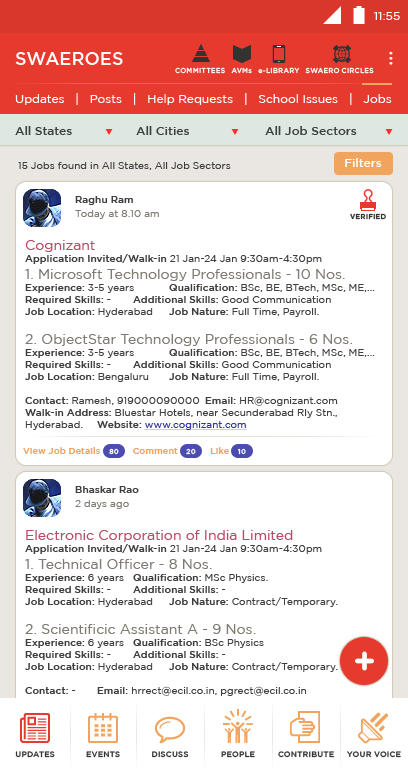 11:55
SWAEROES
COMMITTEES AVMs e-LIBRARY SWAERO CIRCLES
Updates | Posts | Help Requests | School Issues | Jobs
All States All Cities All Job Sectors
15 Jobs found in All States, All Job Sectors Filters
Raghu Ram
Today at 8.10 am
VERIFIED
Cognizant
Application Invited/Walk-in 21 Jan-24 Jan 9:30am-4:30pm
1. Microsoft Technology Professionals - 10 Nos.
Experience: 3-5 years Qualification: BSc, BE, BTech, MSc, ME,...
Required Skills: - Additional Skills: Good Communication
Job Location: Hyderabad Job Nature: Full Time, Payroll.
2. ObjectStar Technology Professionals - 6 Nos.
Experience: 3-5 years Qualification: BSc, BE, BTech, MSc, ME,...
Required Skills: - Additional Skills: Good Communication
Job Location: Bengaluru Job Nature: Full Time, Payroll.
Contact: Ramesh, 919000090000 Email: HR@cognizant.com
Walk-in Address: Bluestar Hotels, near Secunderabad Rly Stn.,
Hyderabad. Website: www.cognizant.com
View Job Details 80 Comment 20 Like 10
Bhaskar Rao
2 days ago
Electronic Corporation of India Limited
Application Invited/Walk-in 21 Jan-24 Jan 9:30am-4:30pm
1. Technical Officer - 8 Nos.
Experience: 6 years Qualification: MSc Physics.
Required Skills: - Additional Skills: -
Job Location: Hyderabad Job Nature: Contract/Temporary.
2. Scientificic Assistant A - 9 Nos.
Experience: 6 years Qualification: BSc Physics
Required Skills: - Additional Skills: -
Job Location: Hyderabad Job Nature: Contract/Temporary.
Contact: - Email: hrrect@ecil.co.in, pgrect@ecil.co.in
UPDATES EVENTS DISCUSS PEOPLE CONTRIBUTE YOUR VOICE